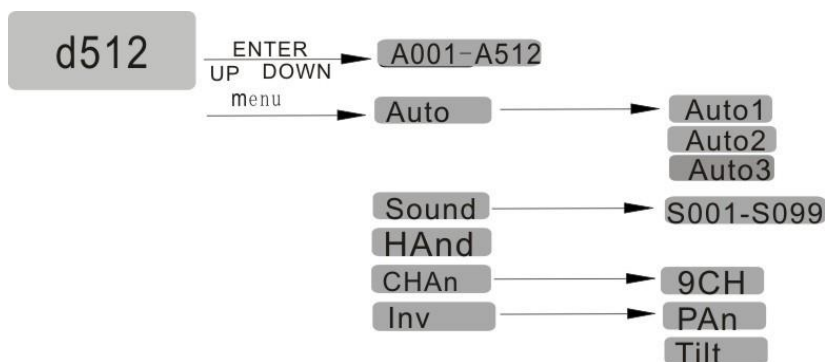 d512
ENTER
A001-A512
UP DOWN
menu
Auto
Auto1
Auto2
Auto3
Sound
S001-S099
HAnd
CHAn
9CH
Inv
PAn
Tilt